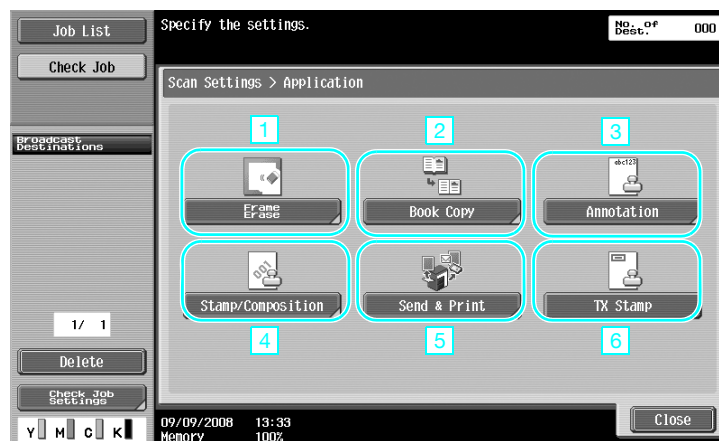 Job List
Specify the settings.
No. of
Dest.
000
Check Job
Scan Settings > Application
Broadcast
Destinations
1
2
3
abc123
Frame
Erase
Book Copy
Annotation
001
Stamp/Composition
Send & Print
TX Stamp
4
5
6
1/ 1
Delete
Check Job
Settings
Close
Y M C K
09/09/2008 13:33
Memory 100%